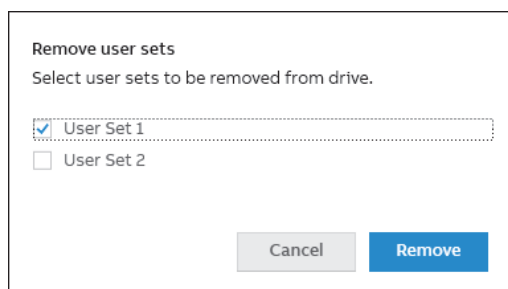 Remove user sets
Select user sets to be removed from drive.
User Set 1
User Set 2
Cancel
Remove